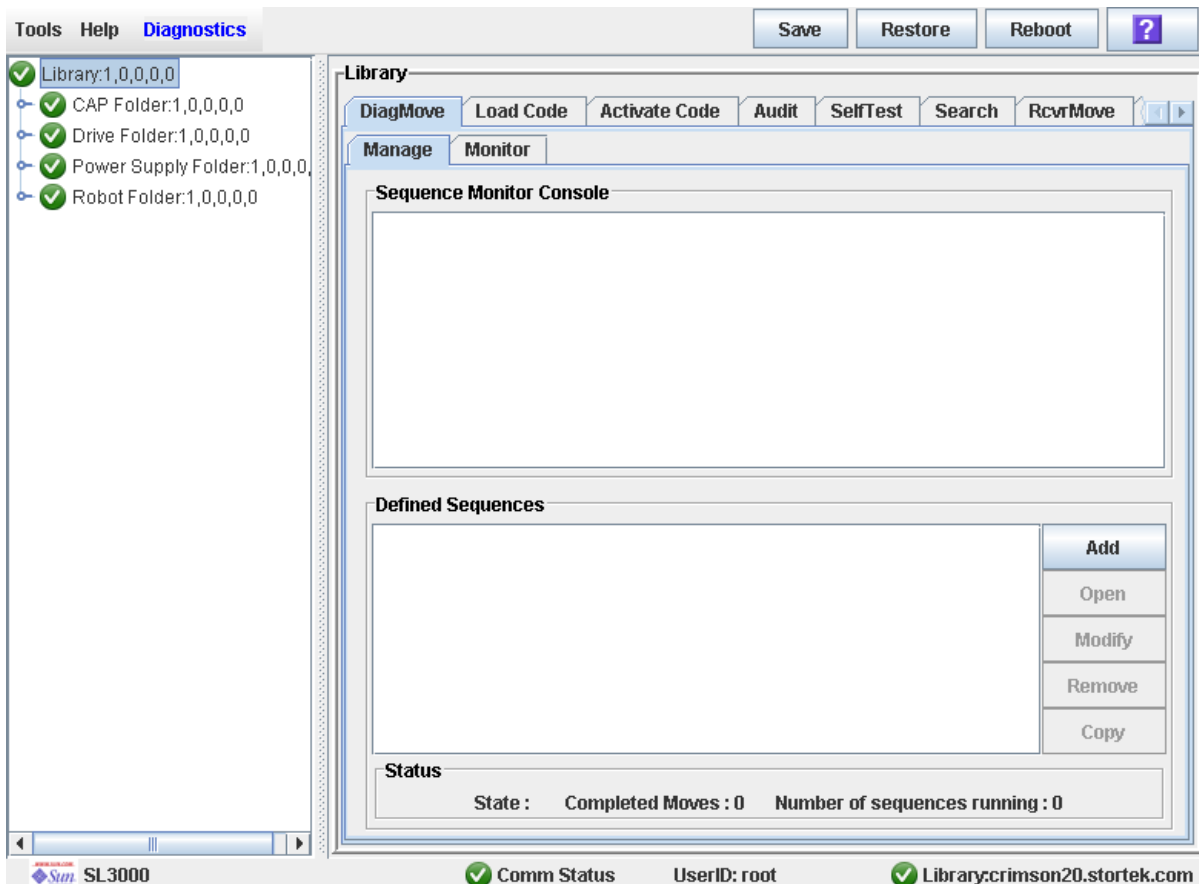 Tools Help Diagnostics
Save Restore Reboot ?
Library:1,0,0,0,0
CAP Folder:1,0,0,0,0
Drive Folder:1,0,0,0,0
Power Supply Folder:1,0,0,0,
Robot Folder:1,0,0,0,0
Library
DiagMove Load Code Activate Code Audit SelfTest Search RcvrMove
Manage Monitor
Sequence Monitor Console
Defined Sequences
Add
Open
Modify
Remove
Copy
Status
State : Completed Moves : 0 Number of sequences running : 0
Sun SL3000 Comm Status UserID: root Library:crimson20.stortek.com